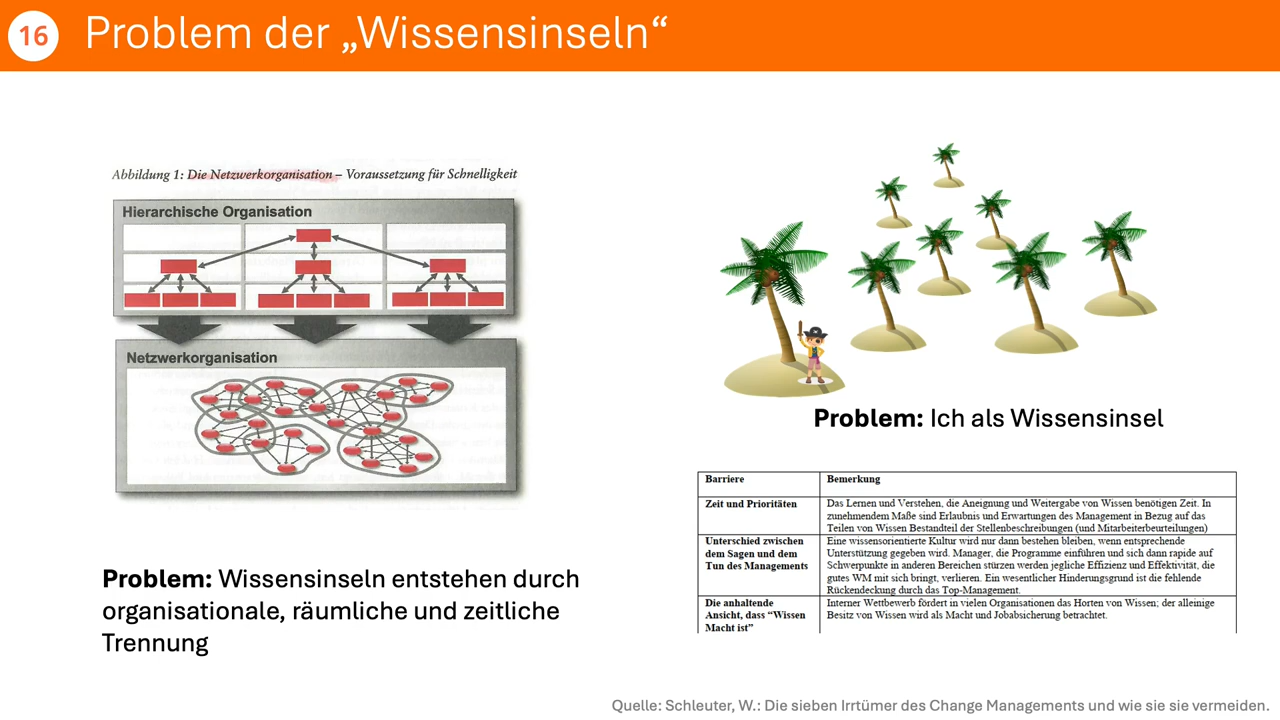 16
Problem der „Wissensinseln“
Abbildung 1: Die Netzwerkorganisation – Voraussetzung für Schnelligkeit
Hierarchische Organisation
Netzwerkorganisation
Problem: Wissensinseln entstehen durch
organisationale, räumliche und zeitliche
Trennung
Problem: Ich als Wissensinsel
Barriere Bemerkung
Zeit und Prioritäten Das Lernen und Verstehen, die Aneignung und Weitergabe von Wissen benötigen Zeit. In
zunehmendem Maße sind Erlaubnis und Erwartungen des Management in Bezug auf das
Teilen von Wissen Bestandteil der Stellenbeschreibungen (und Mitarbeiterbeurteilungen)
Unterschied zwischen Eine wissensorientierte Kultur wird nur dann bestehen bleiben, wenn entsprechende
dem Sagen und dem Unterstützung gegeben wird. Manager, die Programme einführen und sich dann rapide auf
Tun des Managements Schwerpunkte in anderen Bereichen stürzen werden jegliche Effizienz und Effektivität, die
gutes WM mit sich bringt, verlieren. Ein wesentlicher Hinderungsgrund ist die fehlende
Rückendeckung durch das Top-Management.
Die anhaltende Interner Wettbewerb fördert in vielen Organisationen das Horten von Wissen; der alleinige
Ansicht, dass “Wissen Besitz von Wissen wird als Macht und Jobabsicherung betrachtet.
Macht ist”
Quelle: Schleuter, W.: Die sieben Irrtümer des Change Managements und wie sie sie vermeiden.